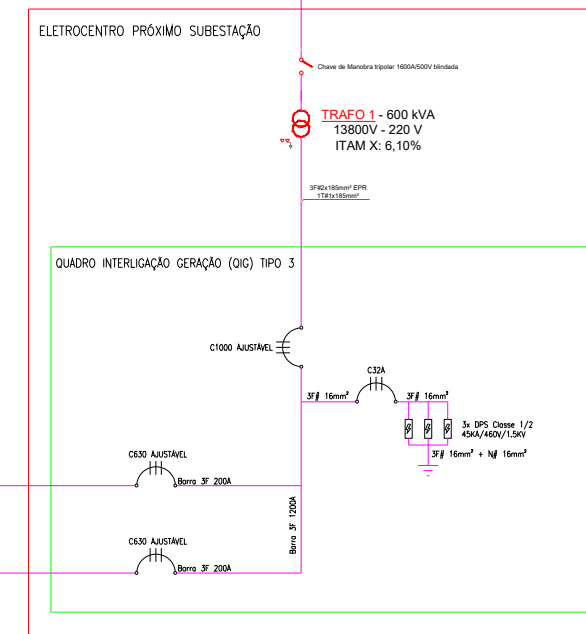 ELETROCENTRO PRÓXIMO SUBESTAÇÃO
Chave de Manobra tripolar 1600A/500V blindada
TRAFO 1 - 600 kVA
13800V - 220 V
ITAM X: 6,10%
3F#2x185mm² EPR
1T#1x185mm²
QUADRO INTERLIGAÇÃO GERAÇÃO (QIG) TIPO 3
C1000 AJUSTÁVEL
C32A
3F# 16mm²
3F# 16mm²
3x DPS Classe 1/2
45KA/460V/1.5KV
3F# 16mm² + N# 16mm²
C630 AJUSTÁVEL
Barra 3F 200A
Barra 3F 1200A
C630 AJUSTÁVEL
Barra 3F 200A